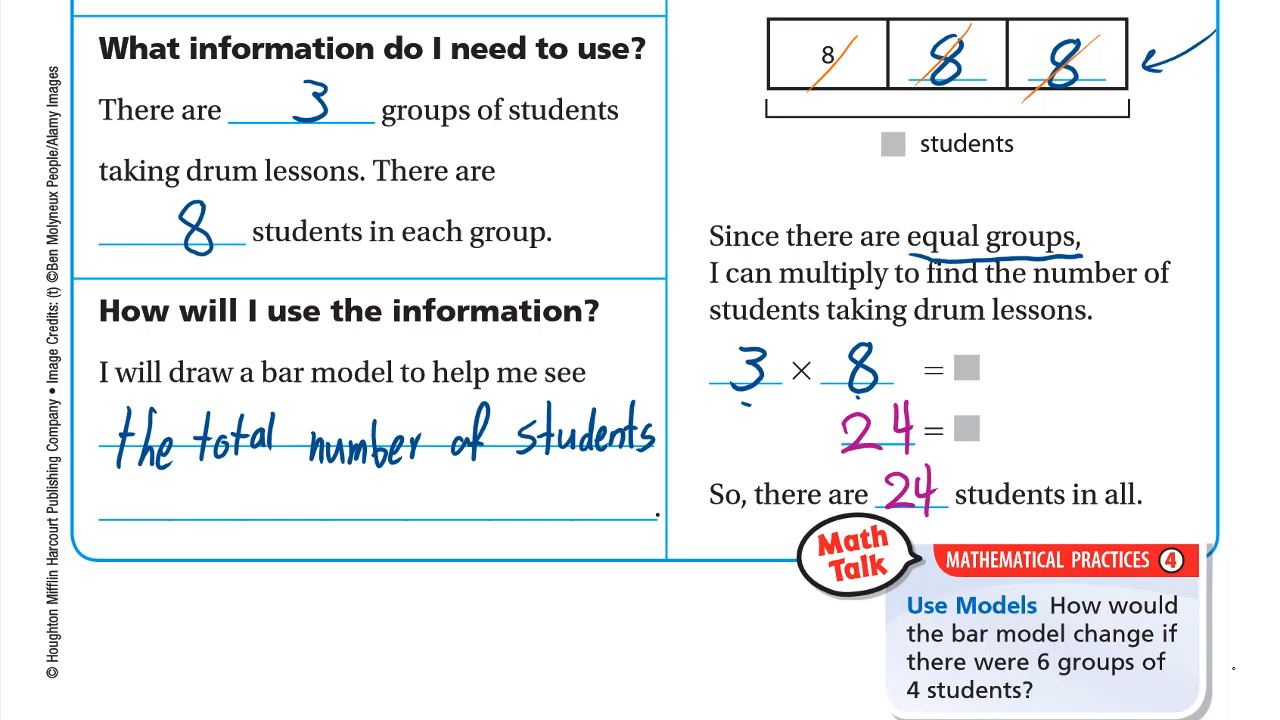 What information do I need to use?
There are 3 groups of students
taking drum lessons. There are
8 students in each group.
How will I use the information?
I will draw a bar model to help me see
the total number of students
.
8 8 8
students
Since there are equal groups,
I can multiply to find the number of
students taking drum lessons.
3 × 8 =
24 =
So, there are 24 students in all.
Math
Talk
MATHEMATICAL PRACTICES 4
Use Models How would
the bar model change if
there were 6 groups of
4 students?
© Houghton Mifflin Harcourt Publishing Company • Image Credits: (t) ©Ben Molyneux People/Alamy Images